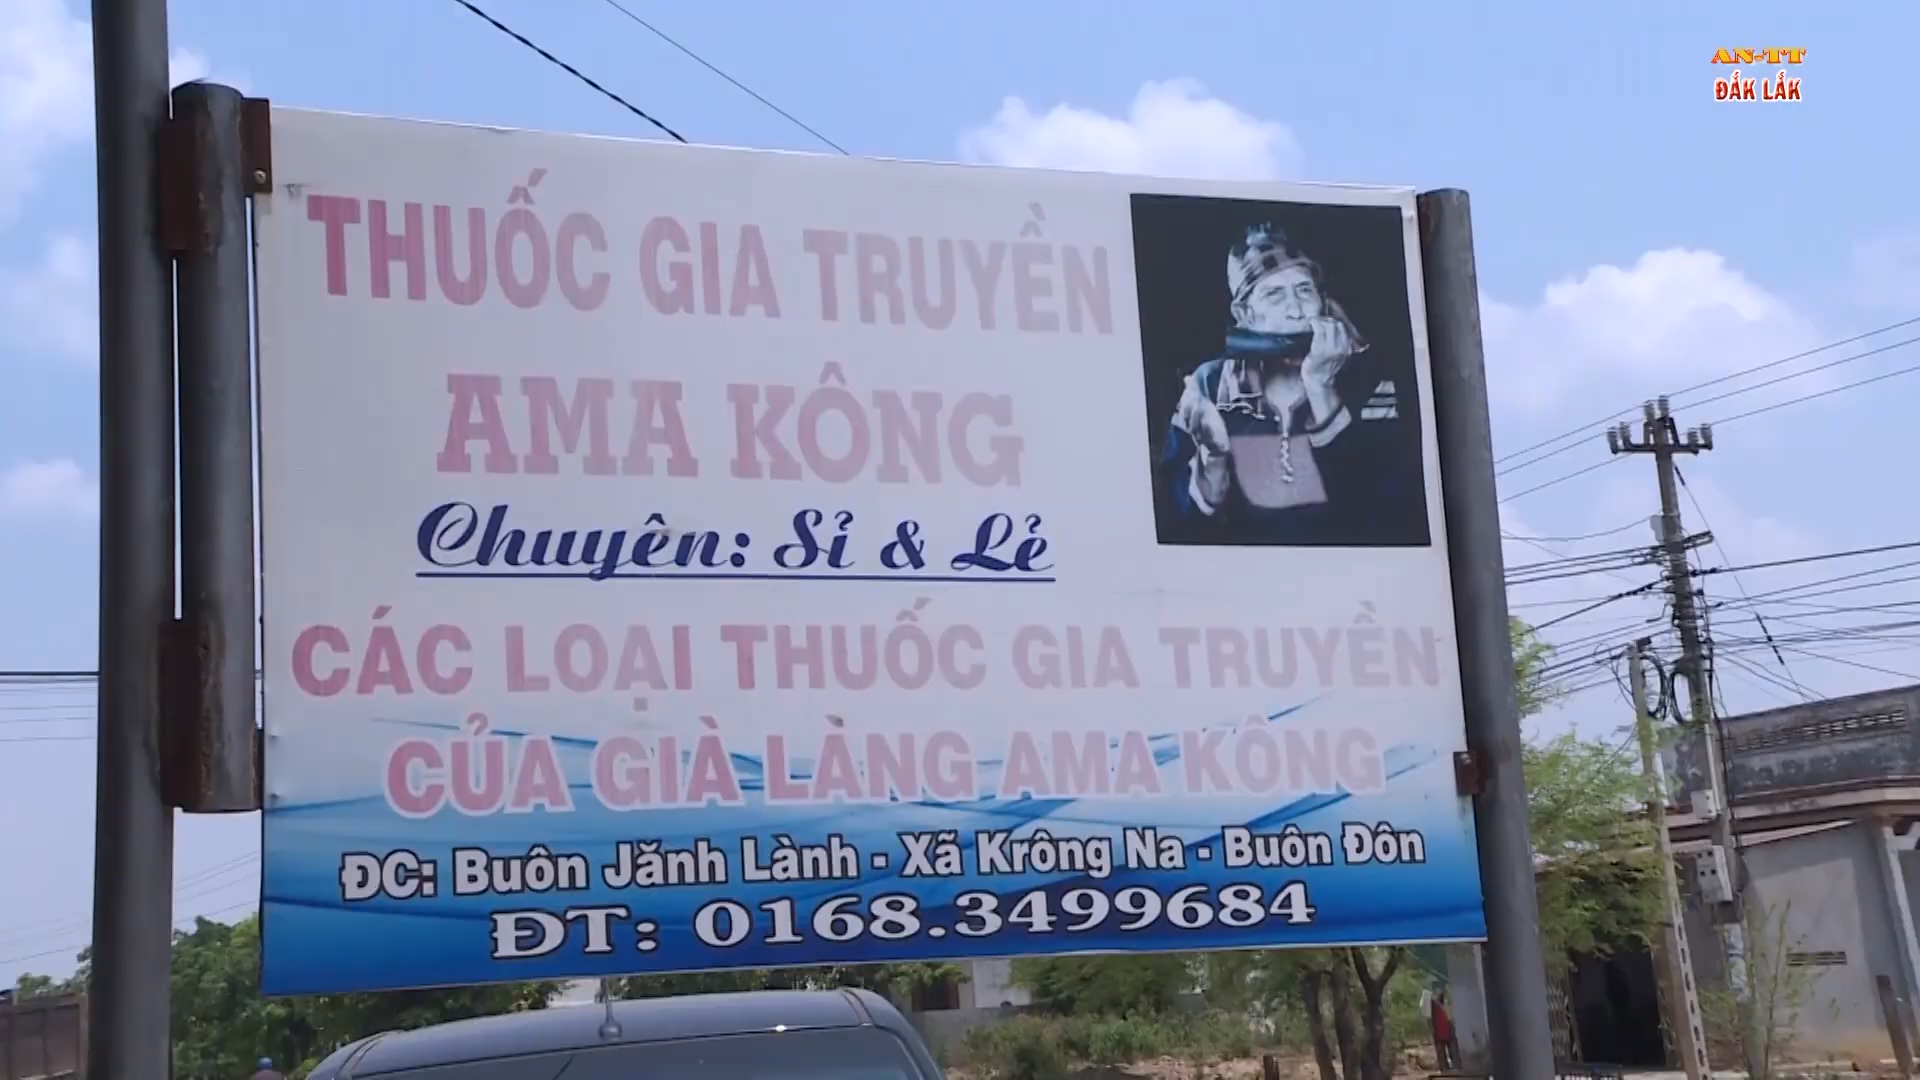 AN-TT
ĐẮK LẮK
THUỐC GIA TRUYỀN
AMA KÔNG
Chuyên: Sỉ & Lẻ
CÁC LOẠI THUỐC GIA TRUYỀN
CỦA GIÀ LÀNG AMA KÔNG
ĐC: Buôn Jănh Lành - Xã Krông Na - Buôn Đôn
ĐT: 0168.3499684